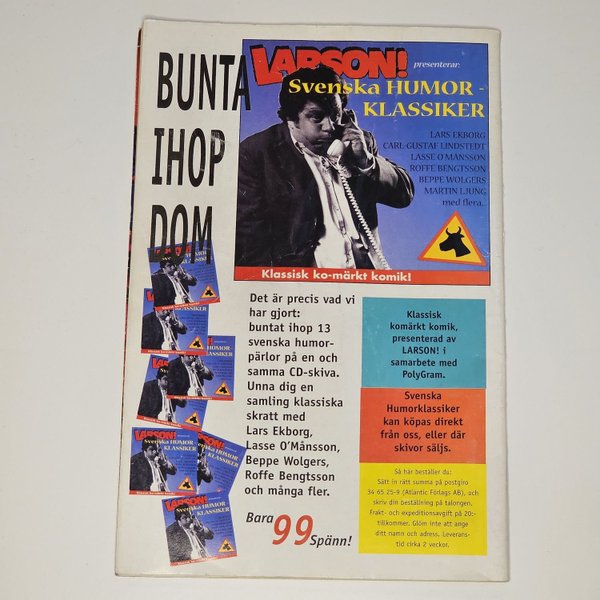 BUNTA
IHOP
DOM
LARSON! presenterar:
Svenska HUMOR-
KLASSIKER
LARS EKBORG
CARL-GUSTAF LINDSTEDT
LASSE O'MÅNSSON
ROFFE BENGTSSON
BEPPE WOLGERS
MARTIN LJUNG
med flera..
Klassisk ko-märkt komik!
Det är precis vad vi
har gjort:
buntat ihop 13
svenska humor-
pärlor på en och
samma CD-skiva.
Unna dig en
samling klassiska
skratt med
Lars Ekborg,
Lasse O'Månsson,
Beppe Wolgers,
Roffe Bengtsson
och många fler.
Bara 99 Spänn!
Klassisk
komärkt komik,
presenterad av
LARSON! i
samarbete med
PolyGram.
Svenska
Humorklassiker
kan köpas direkt
från oss, eller där
skivor säljs.
Så här beställer du:
Sätt in rätt summa på postgiro
34 65 25-9 (Atlantic Förlags AB), och
skriv din beställning på talongen.
Frakt- och expeditionsavgift på 20:-
tillkommer. Glöm inte att ange
ditt namn och adress. Leverans-
tid cirka 2 veckor.